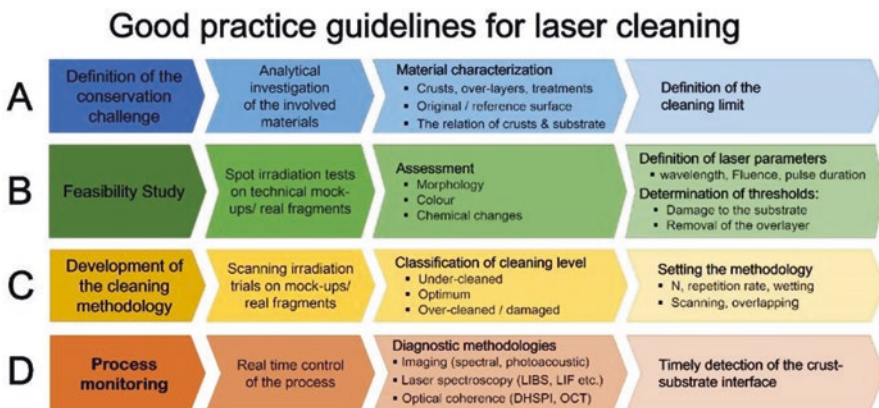 Good practice guidelines for laser cleaning
A
Definition of the
conservation
challenge
Analytical
investigation
of the involved
materials
Material characterization
▪ Crusts, over-layers, treatments
▪ Original / reference surface
▪ The relation of crusts & substrate
Definition of the
cleaning limit
B
Feasibility Study
Spot irradiation tests
on technical mock-
ups/ real fragments
Assessment
▪ Morphology
▪ Colour
▪ Chemical changes
Definition of laser parameters
▪ wavelength, Fluence, pulse duration
Determination of thresholds:
▪ Damage to the substrate
▪ Removal of the overlayer
C
Development of
the cleaning
methodology
Scanning irradiation
trials on mock-ups/
real fragments
Classification of cleaning level
▪ Under-cleaned
▪ Optimum
▪ Over-cleaned / damaged
Setting the methodology
▪ N, repetition rate, wetting
▪ Scanning, overlapping
D
Process
monitoring
Real time control
of the process
Diagnostic methodologies
▪ Imaging (spectral, photoacoustic)
▪ Laser spectroscopy (LIBS, LIF etc.)
▪ Optical coherence (DHSPI, OCT)
Timely detection of the crust-
substrate interface